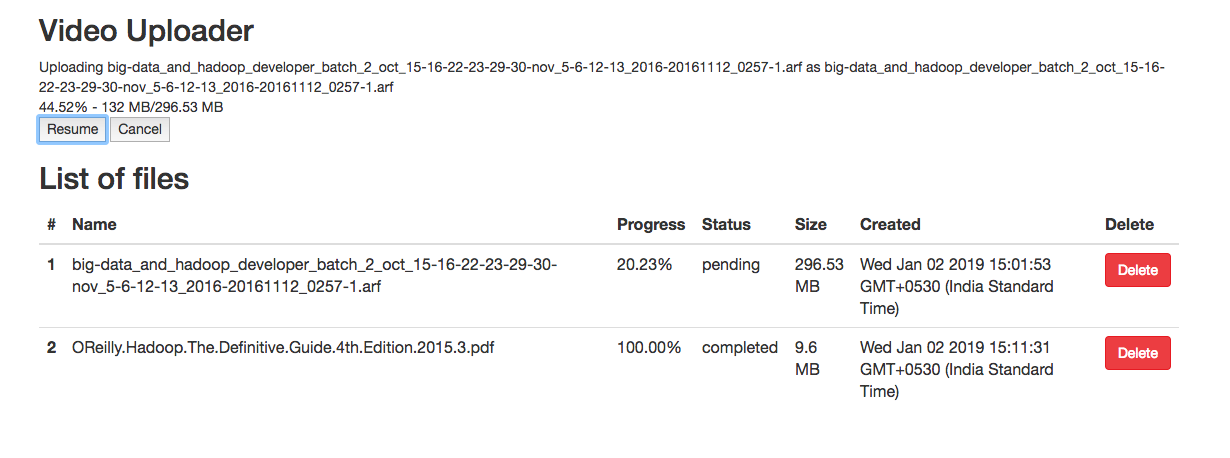 Video Uploader
Uploading big-data_and_hadoop_developer_batch_2_oct_15-16-22-23-29-30-nov_5-6-12-13_2016-20161112_0257-1.arf as big-data_and_hadoop_developer_batch_2_oct_15-16-
22-23-29-30-nov_5-6-12-13_2016-20161112_0257-1.arf
44.52% - 132 MB/296.53 MB
Resume Cancel
List of files
# Name Progress Status Size Created Delete
1 big-data_and_hadoop_developer_batch_2_oct_15-16-22-23-29-30- 20.23% pending 296.53 Wed Jan 02 2019 15:01:53 Delete
nov_5-6-12-13_2016-20161112_0257-1.arf MB GMT+0530 (India Standard
Time)
2 OReilly.Hadoop.The.Definitive.Guide.4th.Edition.2015.3.pdf 100.00% completed 9.6 Wed Jan 02 2019 15:11:31 Delete
MB GMT+0530 (India Standard
Time)